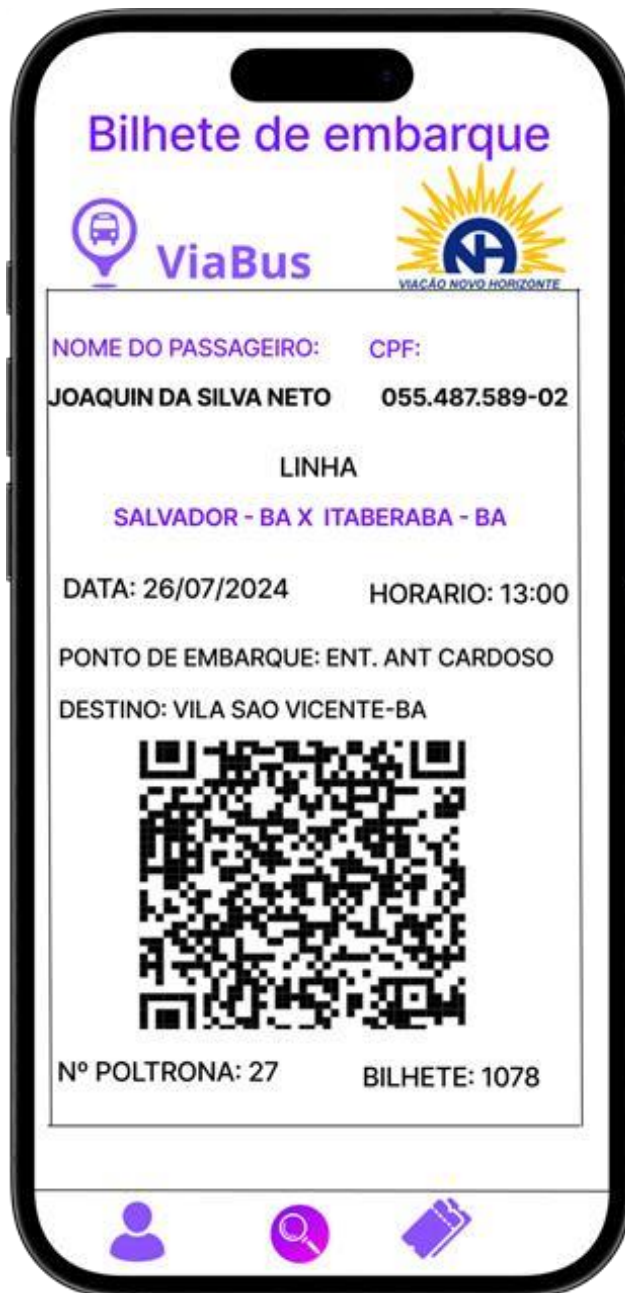 Bilhete de embarque
ViaBus
NH
VIAÇÃO NOVO HORIZONTE
NOME DO PASSAGEIRO: CPF:
JOAQUIN DA SILVA NETO 055.487.589-02
LINHA
SALVADOR - BA X ITABERABA - BA
DATA: 26/07/2024 HORARIO: 13:00
PONTO DE EMBARQUE: ENT. ANT CARDOSO
DESTINO: VILA SAO VICENTE-BA
Nº POLTRONA: 27 BILHETE: 1078